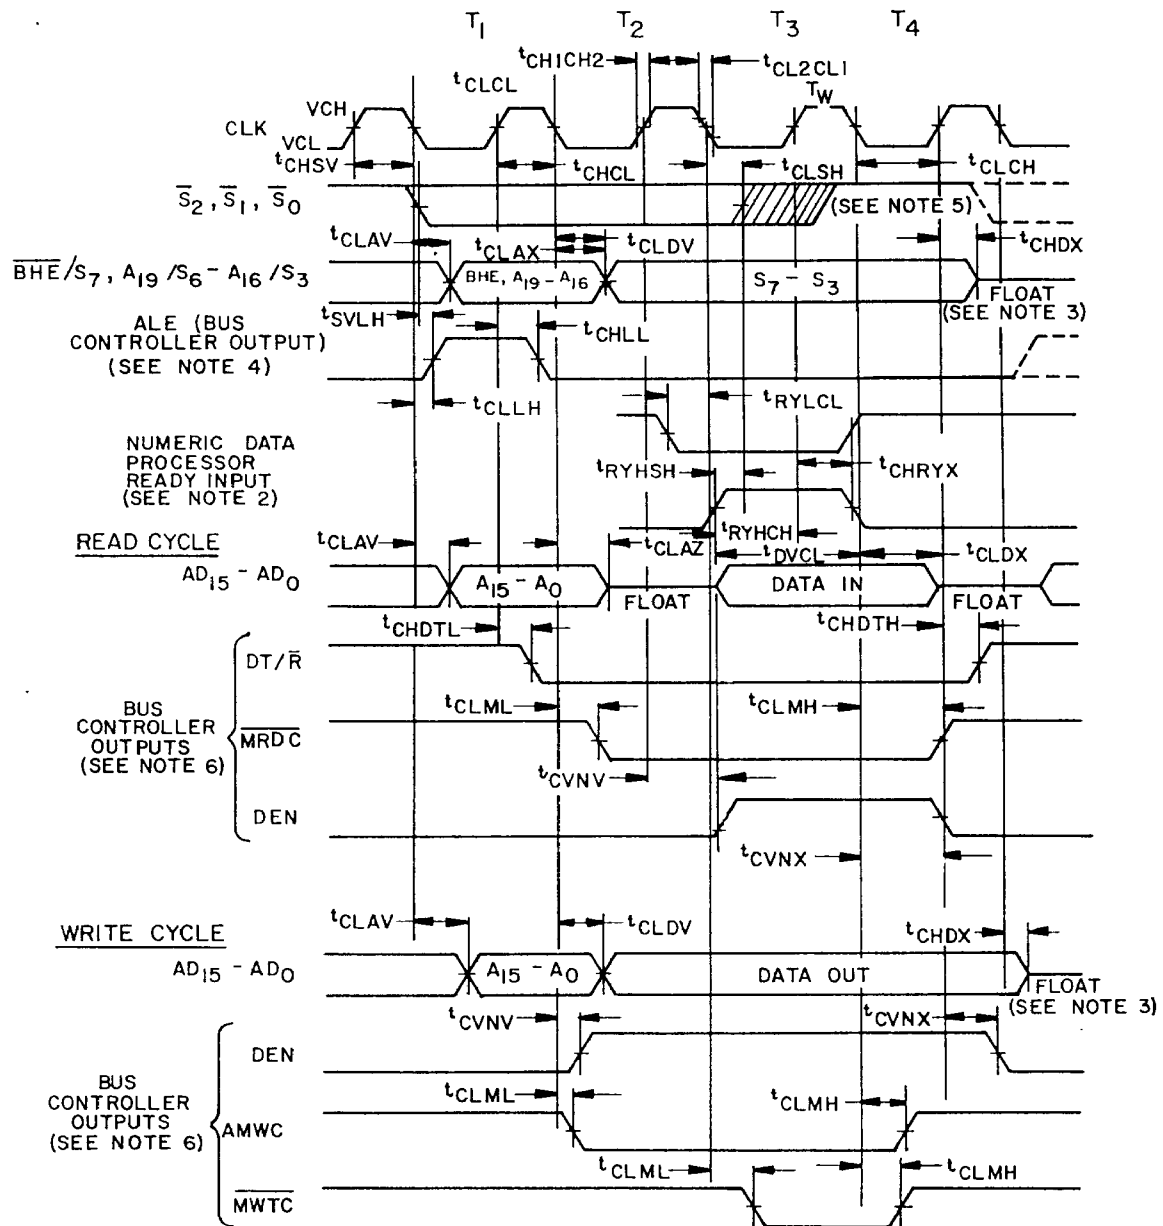 T1 T2 T3 T4
tCH1CH2 tCL2CL1
tCLCL TW
VCH
CLK
VCL
tCHSV tCHCL tCLSH tCLCH
S̅2, S̅1, S̅0 (SEE NOTE 5)
tCLAV tCLAX tCLDV tCHDX
B̅H̅E̅/S7, A19/S6 - A16/S3 BHE, A19 - A16 S7 - S3 FLOAT
(SEE NOTE 3)
tSVLH tCHLL
ALE (BUS
CONTROLLER OUTPUT)
(SEE NOTE 4)
tCLLH tRYLCL
NUMERIC DATA
PROCESSOR
READY INPUT
(SEE NOTE 2)
tRYHSH tCHRYX
tRYHCH
READ CYCLE
tCLAV tCLAZ tDVCL tCLDX
AD15 - AD0 A15 - A0 FLOAT DATA IN FLOAT
tCHDTL tCHDTH
DT/R̅
tCLML tCLMH
BUS
CONTROLLER
OUTPUTS
(SEE NOTE 6)
M̅R̅D̅C̅
tCVNV
DEN
tCVNX
WRITE CYCLE
tCLAV tCLDV tCHDX
AD15 - AD0 A15 - A0 DATA OUT FLOAT
(SEE NOTE 3)
tCVNV tCVNX
DEN
BUS
CONTROLLER
OUTPUTS
(SEE NOTE 6)
tCLML tCLMH
AMWC
tCLML tCLMH
M̅W̅T̅C̅